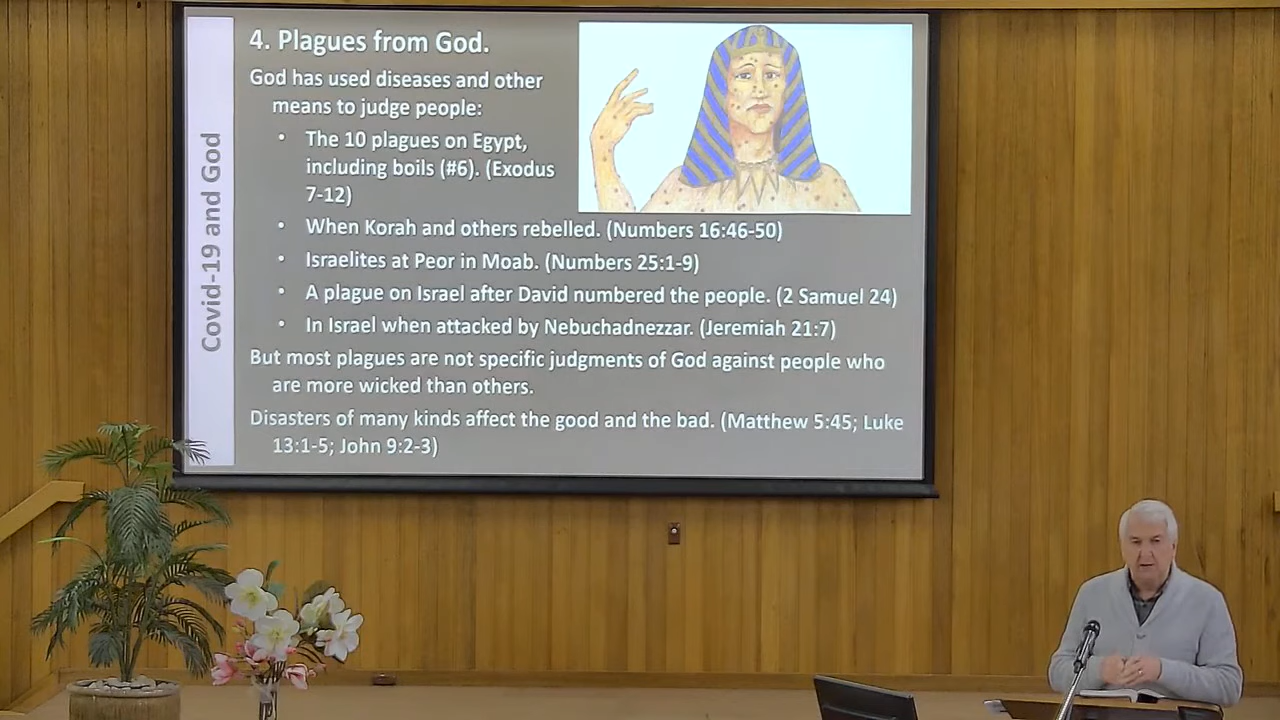 Covid-19 and God
4. Plagues from God.
God has used diseases and other
means to judge people:
• The 10 plagues on Egypt,
including boils (#6). (Exodus
7-12)
• When Korah and others rebelled. (Numbers 16:46-50)
• Israelites at Peor in Moab. (Numbers 25:1-9)
• A plague on Israel after David numbered the people. (2 Samuel 24)
• In Israel when attacked by Nebuchadnezzar. (Jeremiah 21:7)
But most plagues are not specific judgments of God against people who
are more wicked than others.
Disasters of many kinds affect the good and the bad. (Matthew 5:45; Luke
13:1-5; John 9:2-3)